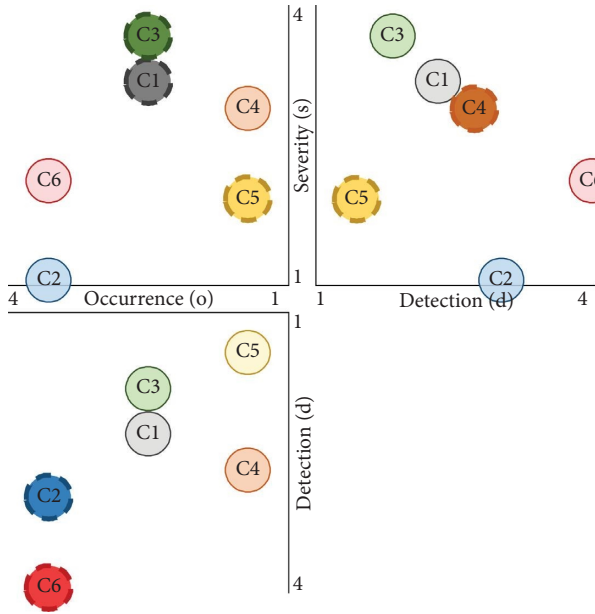 C3
C1
C4
C6
C5
C2
4
Severity (s)
1
4
Occurrence (o)
1
C3
C1
C4
C5
C6
C2
1
Detection (d)
4
1
C5
C3
C1
C4
C2
C6
Detection (d)
4